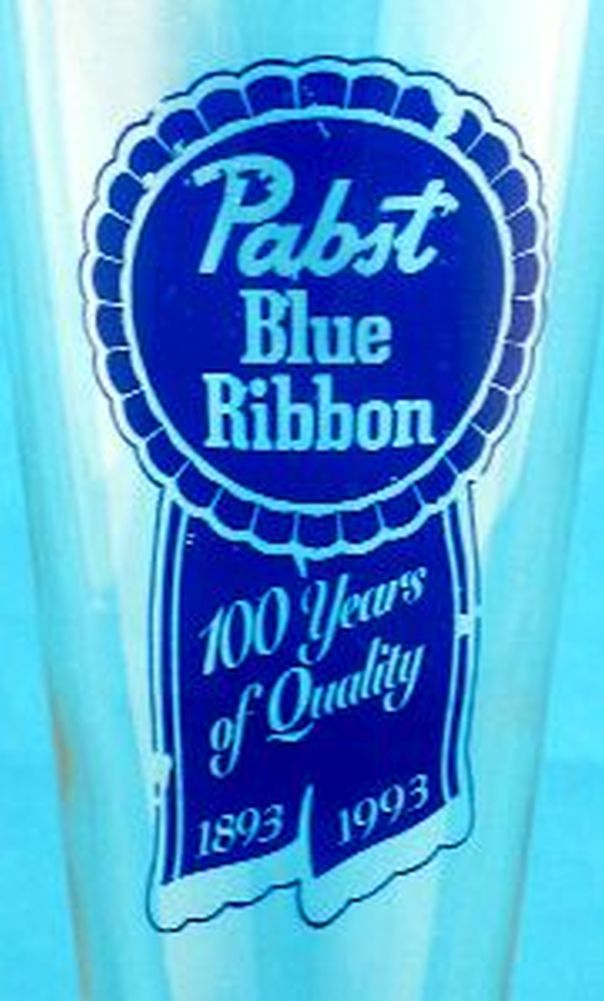 Pabst
Blue
Ribbon
100 Years
of Quality
1893 1993